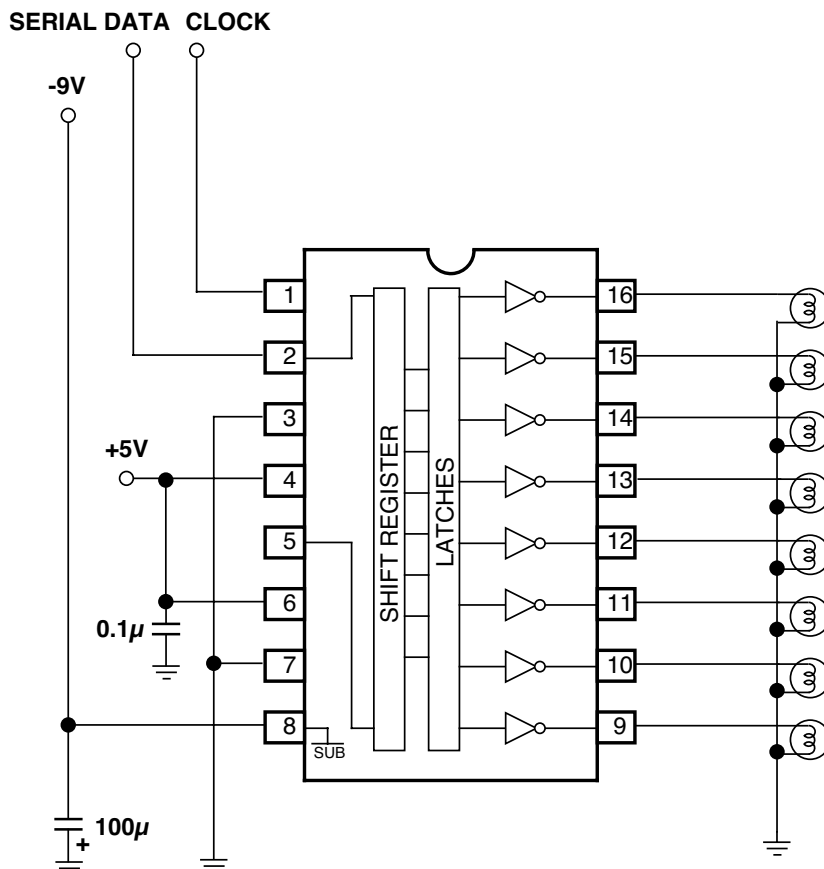 SERIAL DATA CLOCK
-9V
1
16
2
15
3
14
+5V
4
13
5
12
6
11
0.1μ
7
10
8
9
SUB
SHIFT REGISTER
LATCHES
100μ
+